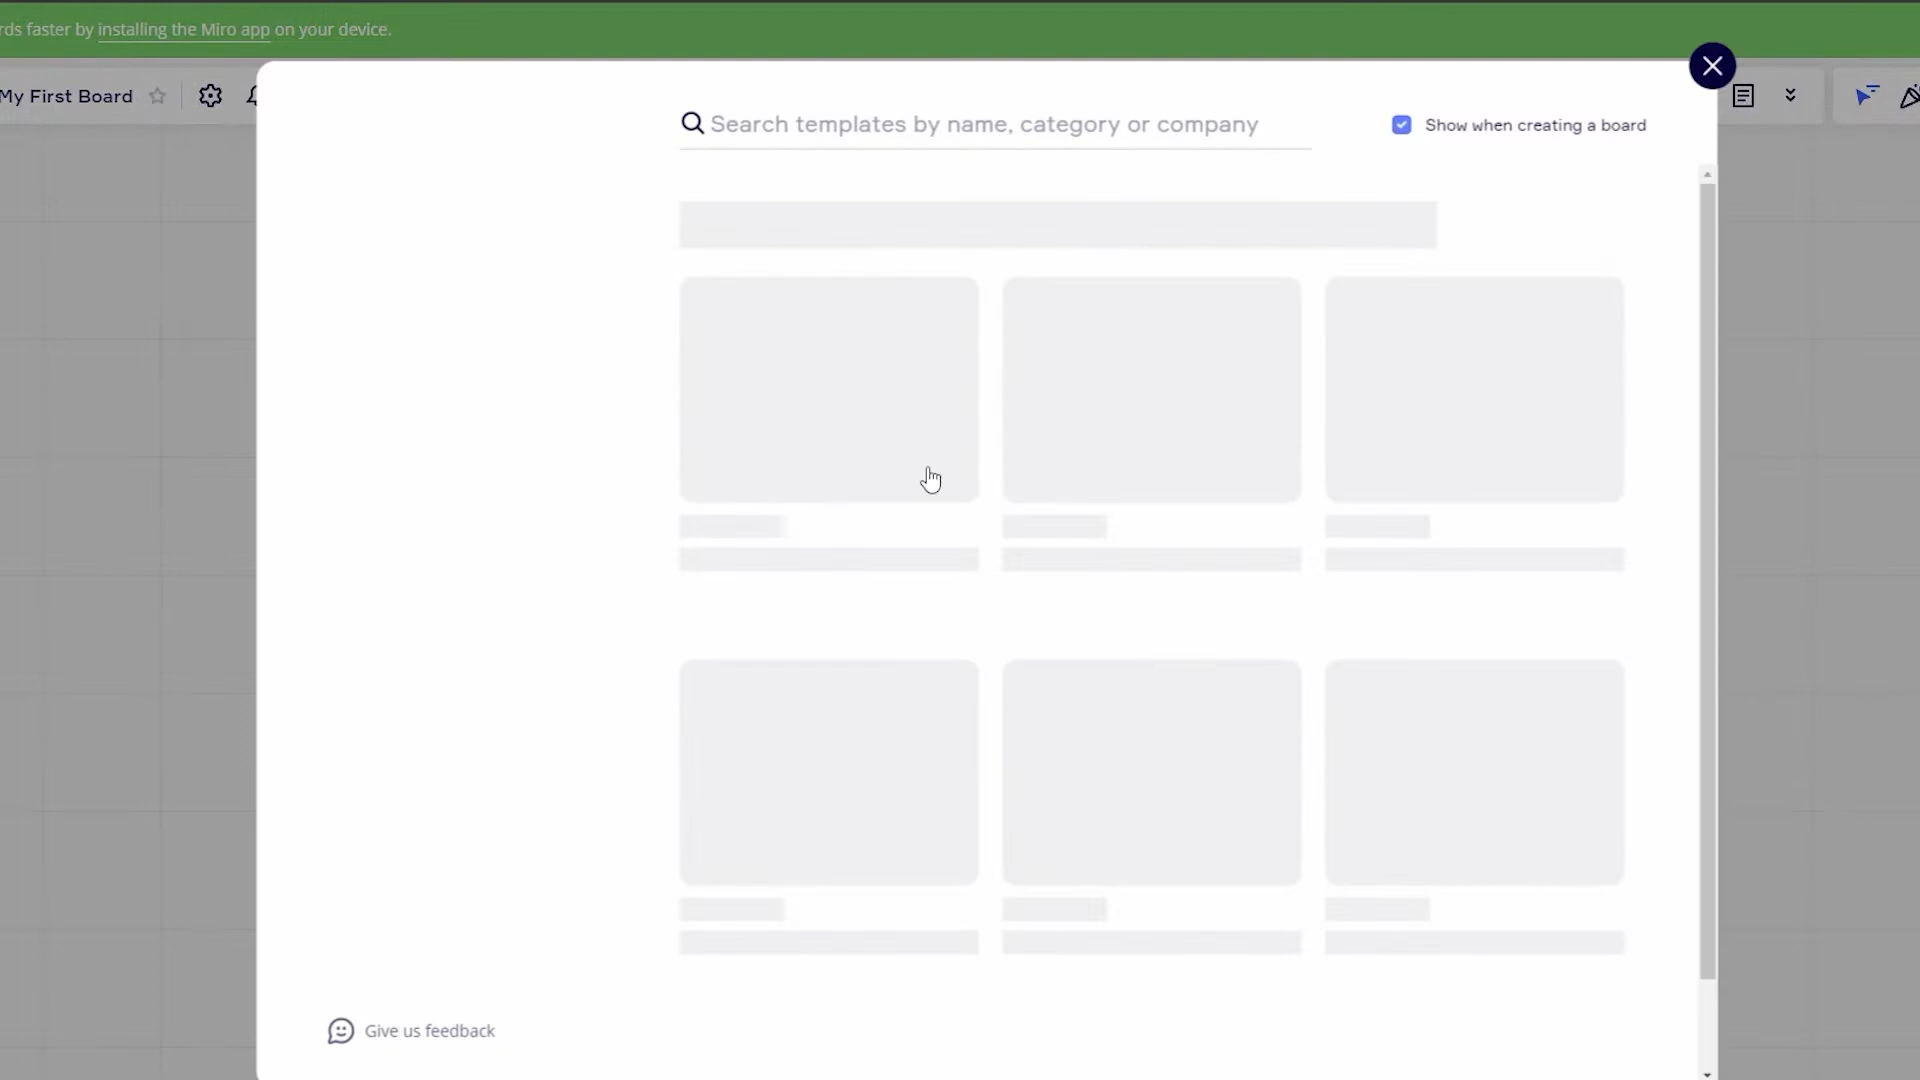 rds faster by installing the Miro app on your device.
My First Board
Search templates by name, category or company
Show when creating a board
Give us feedback